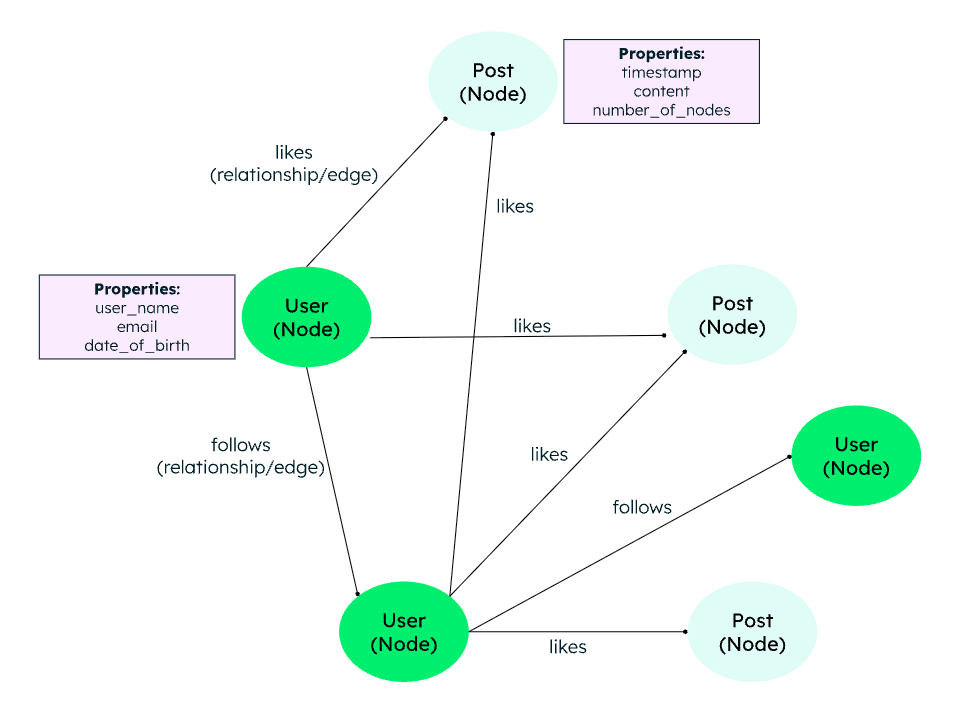 Post
(Node)
Properties:
timestamp
content
number_of_nodes
likes
(relationship/edge)
likes
Properties:
user_name
email
date_of_birth
User
(Node)
likes
Post
(Node)
follows
(relationship/edge)
likes
User
(Node)
follows
User
(Node)
likes
Post
(Node)